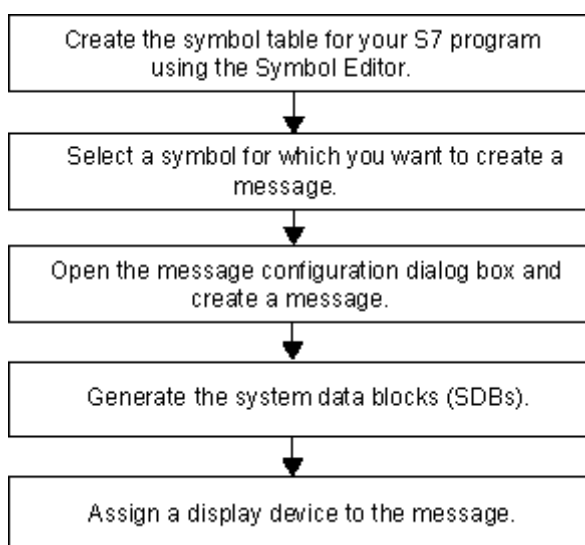 Create the symbol table for your S7 program
using the Symbol Editor.
Select a symbol for which you want to create a
message.
Open the message configuration dialog box and
create a message.
Generate the system data blocks (SDBs).
Assign a display device to the message.